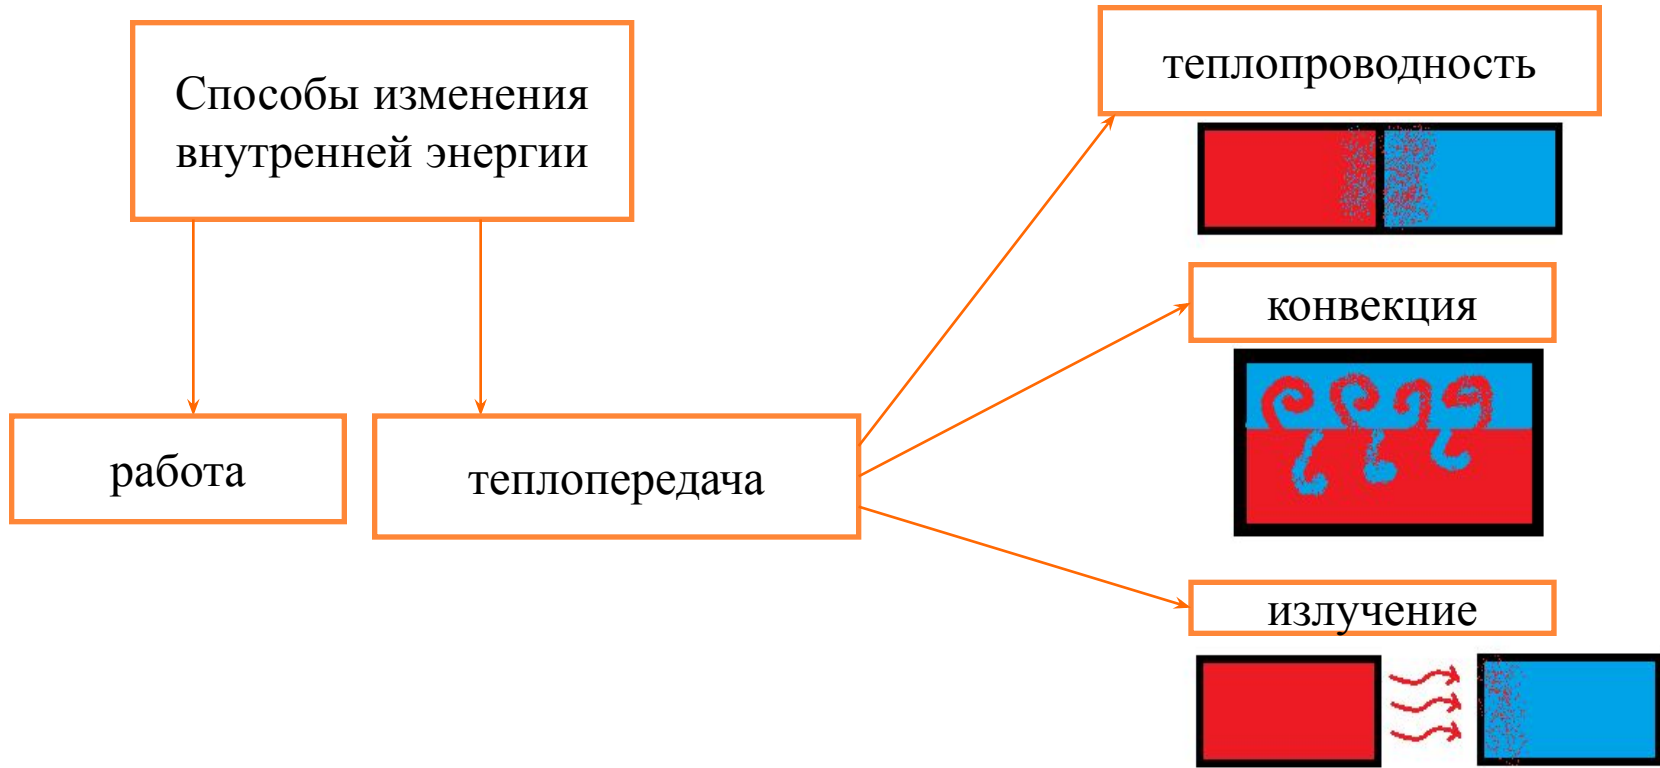 Способы изменения
внутренней энергии
работа
теплопередача
теплопроводность
конвекция
излучение